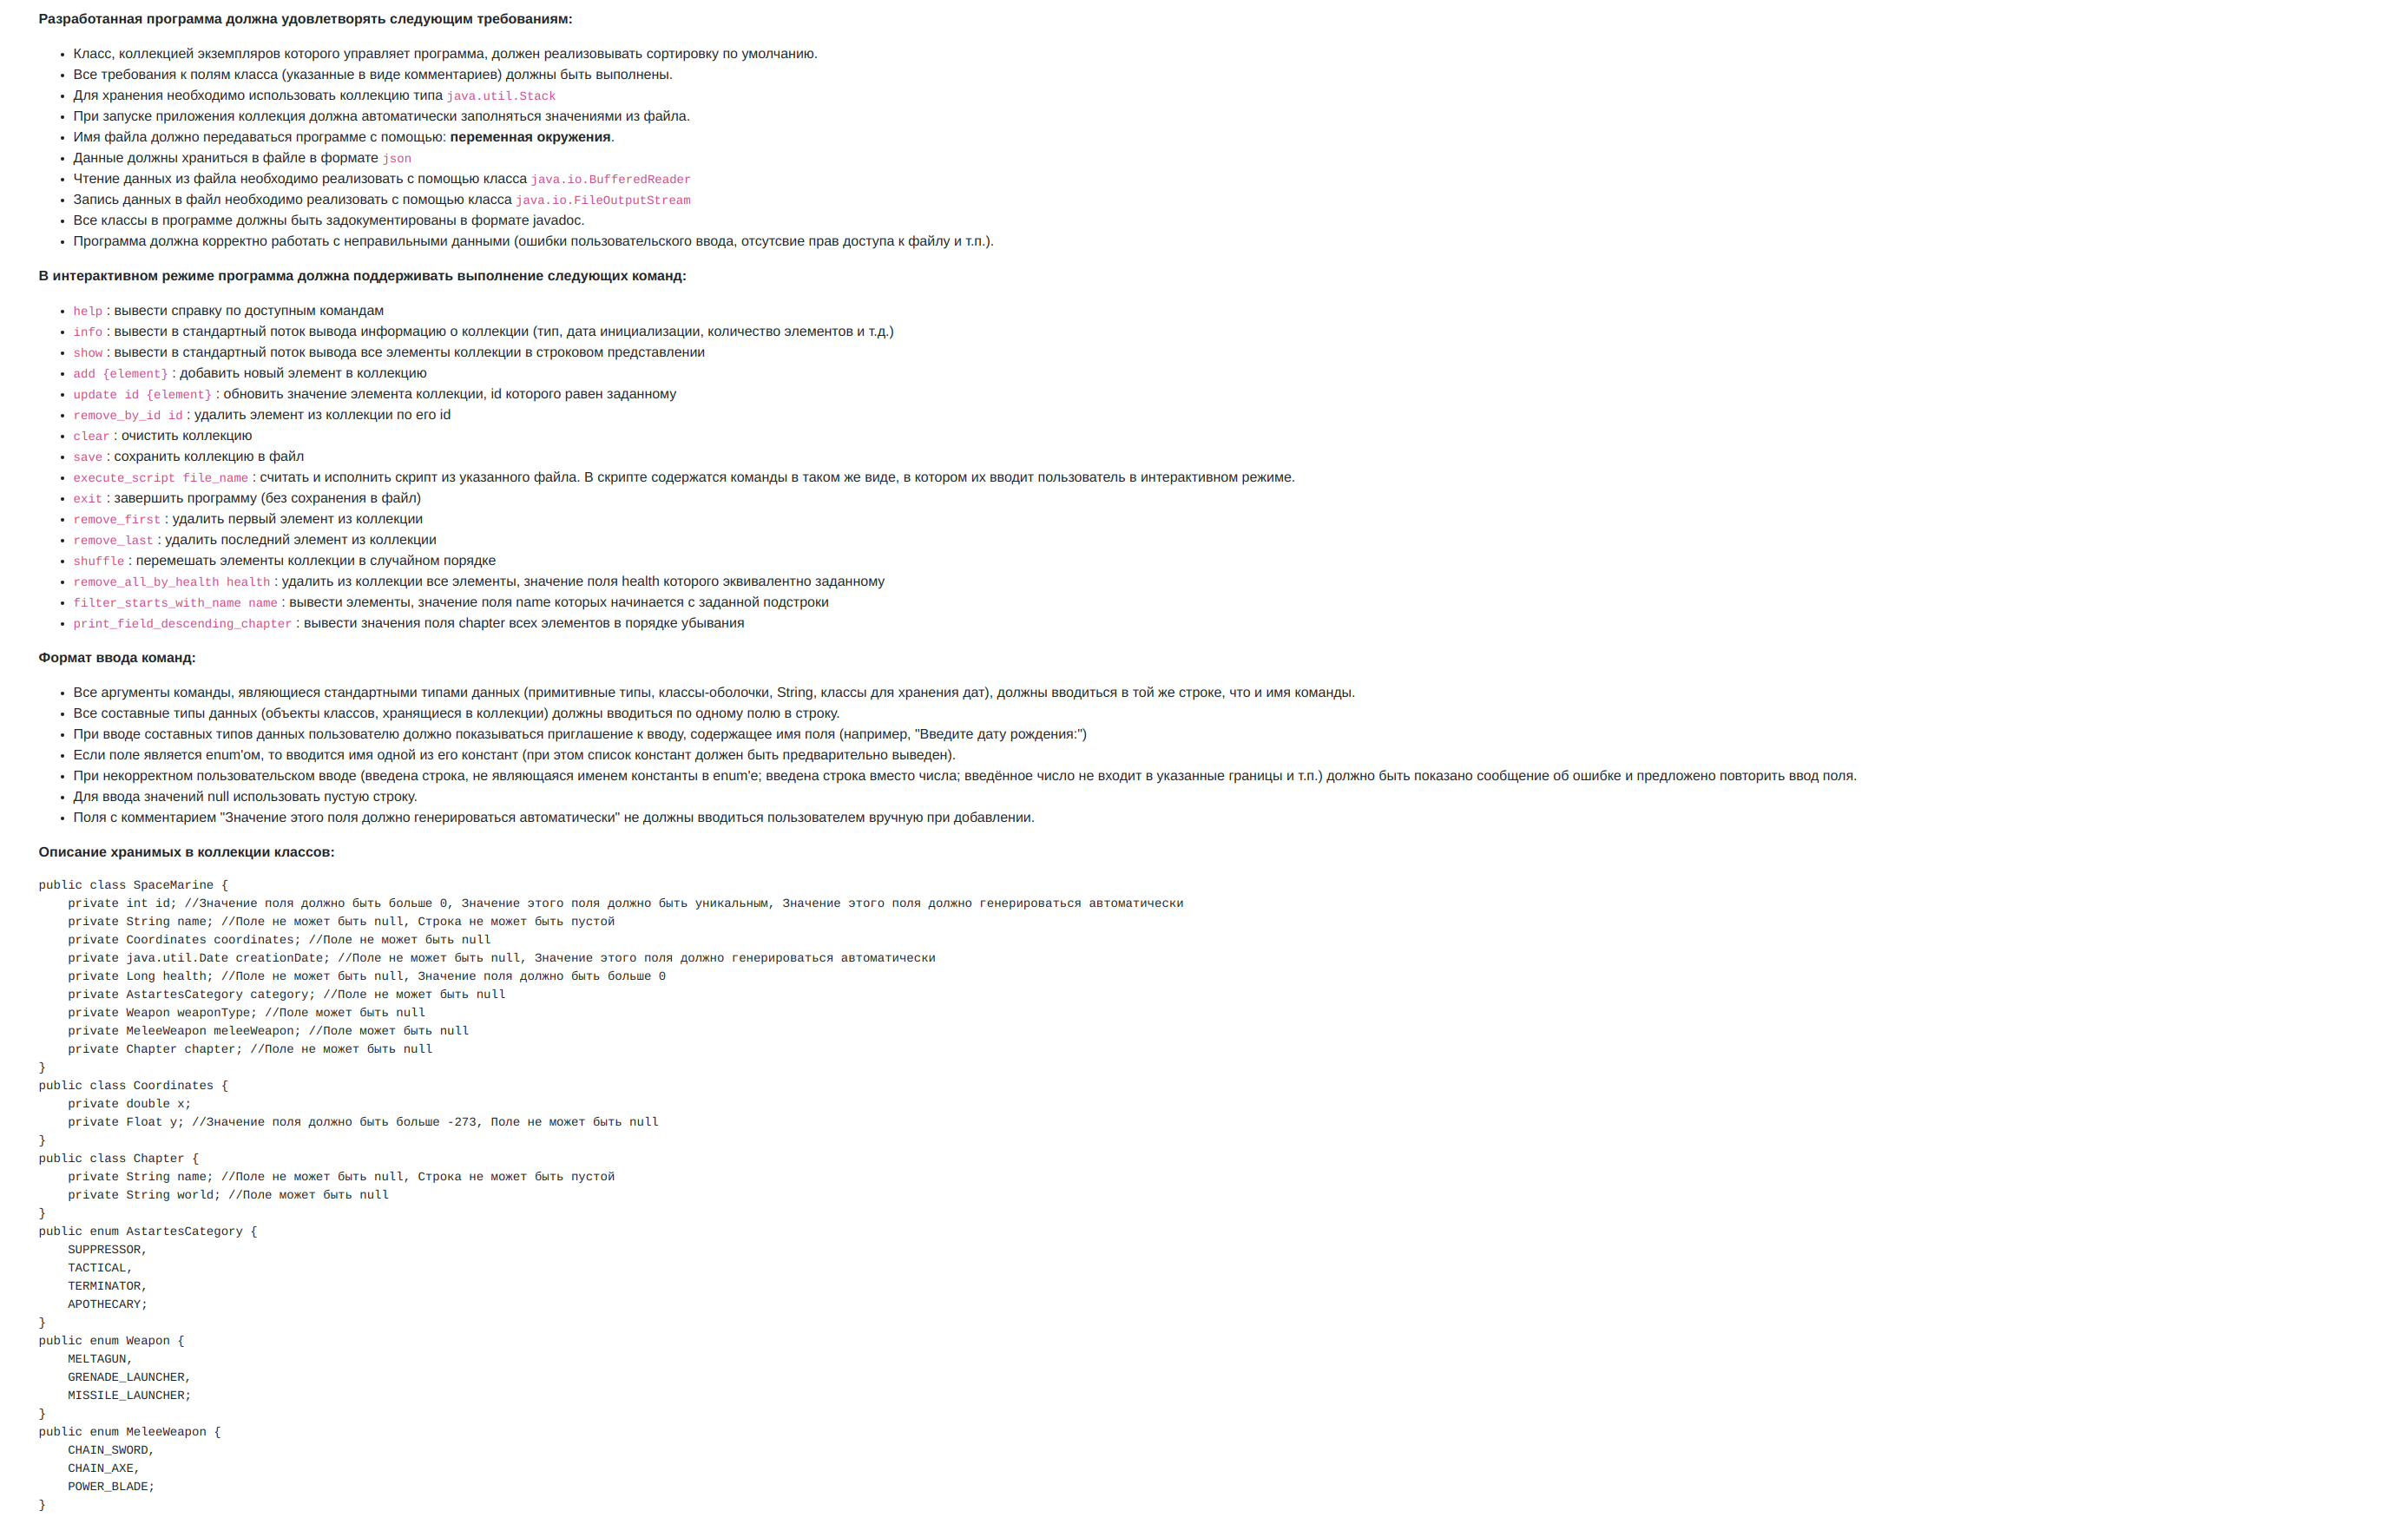 Разработанная программа должна удовлетворять следующим требованиям:
• Класс, коллекцией экземпляров которого управляет программа, должен реализовывать сортировку по умолчанию.
• Все требования к полям класса (указанные в виде комментариев) должны быть выполнены.
• Для хранения необходимо использовать коллекцию типа java.util.Stack
• При запуске приложения коллекция должна автоматически заполняться значениями из файла.
• Имя файла должно передаваться программе с помощью: переменная окружения.
• Данные должны храниться в файле в формате json
• Чтение данных из файла необходимо реализовать с помощью класса java.io.BufferedReader
• Запись данных в файл необходимо реализовать с помощью класса java.io.FileOutputStream
• Все классы в программе должны быть задокументированы в формате javadoc.
• Программа должна корректно работать с неправильными данными (ошибки пользовательского ввода, отсутсвие прав доступа к файлу и т.п.).
В интерактивном режиме программа должна поддерживать выполнение следующих команд:
• help : вывести справку по доступным командам
• info : вывести в стандартный поток вывода информацию о коллекции (тип, дата инициализации, количество элементов и т.д.)
• show : вывести в стандартный поток вывода все элементы коллекции в строковом представлении
• add {element} : добавить новый элемент в коллекцию
• update id {element} : обновить значение элемента коллекции, id которого равен заданному
• remove_by_id id : удалить элемент из коллекции по его id
• clear : очистить коллекцию
• save : сохранить коллекцию в файл
• execute_script file_name : считать и исполнить скрипт из указанного файла. В скрипте содержатся команды в таком же виде, в котором их вводит пользователь в интерактивном режиме.
• exit : завершить программу (без сохранения в файл)
• remove_first : удалить первый элемент из коллекции
• remove_last : удалить последний элемент из коллекции
• shuffle : перемешать элементы коллекции в случайном порядке
• remove_all_by_health health : удалить из коллекции все элементы, значение поля health которого эквивалентно заданному
• filter_starts_with_name name : вывести элементы, значение поля name которых начинается с заданной подстроки
• print_field_descending_chapter : вывести значения поля chapter всех элементов в порядке убывания
Формат ввода команд:
• Все аргументы команды, являющиеся стандартными типами данных (примитивные типы, классы-оболочки, String, классы для хранения дат), должны вводиться в той же строке, что и имя команды.
• Все составные типы данных (объекты классов, хранящиеся в коллекции) должны вводиться по одному полю в строку.
• При вводе составных типов данных пользователю должно показываться приглашение к вводу, содержащее имя поля (например, "Введите дату рождения:")
• Если поле является enum'ом, то вводится имя одной из его констант (при этом список констант должен быть предварительно выведен).
• При некорректном пользовательском вводе (введена строка, не являющаяся именем константы в enum'е; введена строка вместо числа; введённое число не входит в указанные границы и т.п.) должно быть показано сообщение об ошибке и предложено повторить ввод поля.
• Для ввода значений null использовать пустую строку.
• Поля с комментарием "Значение этого поля должно генерироваться автоматически" не должны вводиться пользователем вручную при добавлении.
Описание хранимых в коллекции классов:
public class SpaceMarine {
    private int id; //Значение поля должно быть больше 0, Значение этого поля должно быть уникальным, Значение этого поля должно генерироваться автоматически
    private String name; //Поле не может быть null, Строка не может быть пустой
    private Coordinates coordinates; //Поле не может быть null
    private java.util.Date creationDate; //Поле не может быть null, Значение этого поля должно генерироваться автоматически
    private Long health; //Поле не может быть null, Значение поля должно быть больше 0
    private AstartesCategory category; //Поле не может быть null
    private Weapon weaponType; //Поле может быть null
    private MeleeWeapon meleeWeapon; //Поле может быть null
    private Chapter chapter; //Поле не может быть null
}
public class Coordinates {
    private double x;
    private Float y; //Значение поля должно быть больше -273, Поле не может быть null
}
public class Chapter {
    private String name; //Поле не может быть null, Строка не может быть пустой
    private String world; //Поле может быть null
}
public enum AstartesCategory {
    SUPPRESSOR,
    TACTICAL,
    TERMINATOR,
    APOTHECARY;
}
public enum Weapon {
    MELTAGUN,
    GRENADE_LAUNCHER,
    MISSILE_LAUNCHER;
}
public enum MeleeWeapon {
    CHAIN_SWORD,
    CHAIN_AXE,
    POWER_BLADE;
}